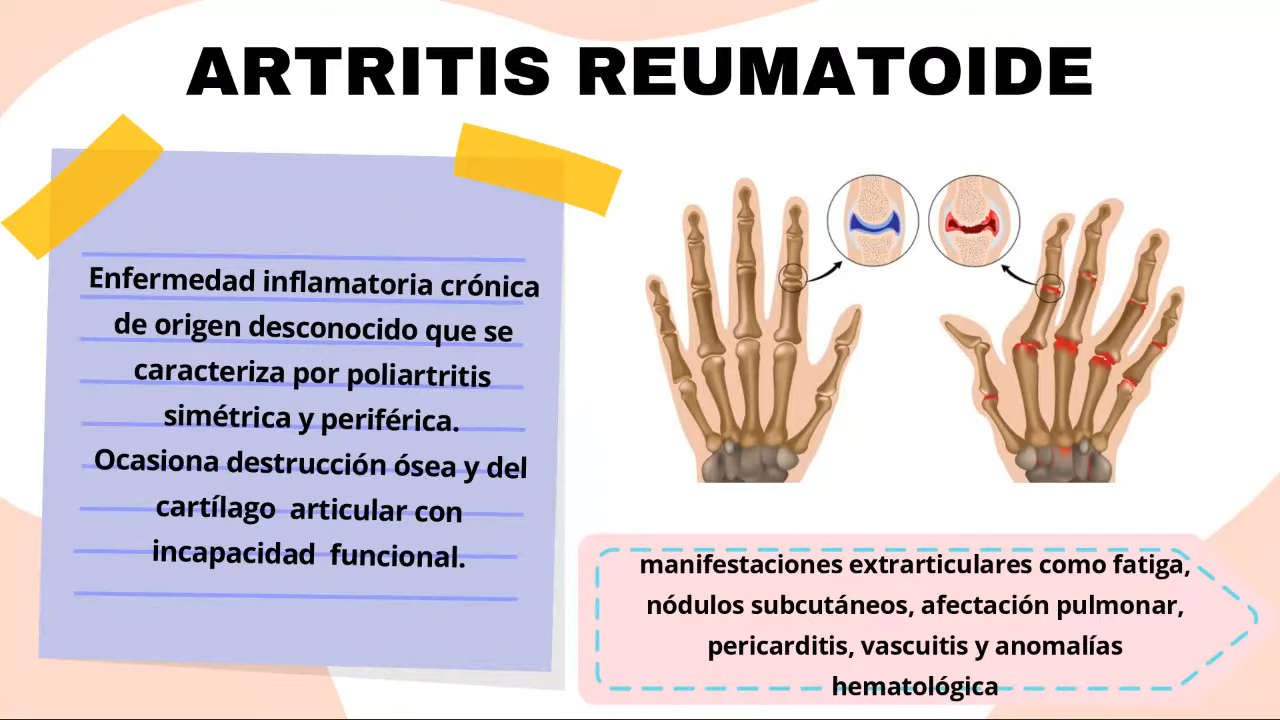 ARTRITIS REUMATOIDE
Enfermedad inflamatoria crónica
de origen desconocido que se
caracteriza por poliartritis
simétrica y periférica.
Ocasiona destrucción ósea y del
cartílago articular con
incapacidad funcional.
manifestaciones extrarticulares como fatiga,
nódulos subcutáneos, afectación pulmonar,
pericarditis, vascuitis y anomalías
hematológica